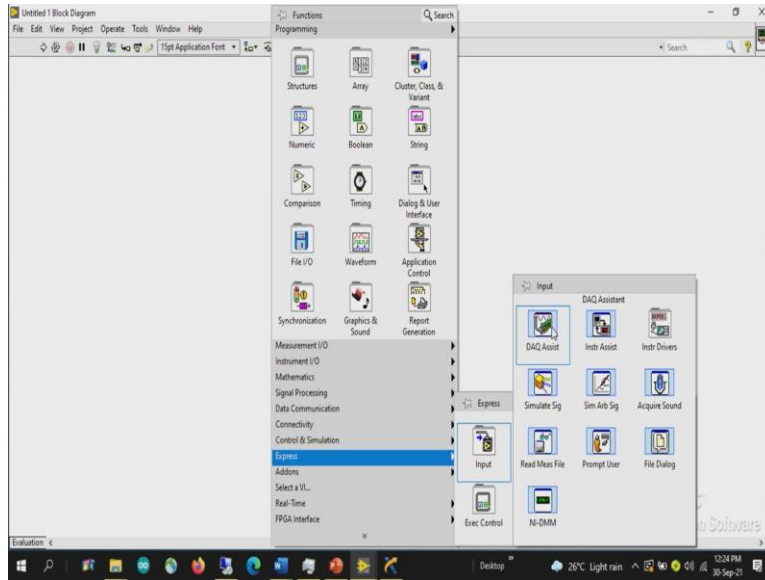 Untitled 1 Block Diagram
File Edit View Project Operate Tools Window Help
15pt Application Font
Search
Functions
Search
Programming
Structures
Array
Cluster, Class, & Variant
Numeric
Boolean
String
Comparison
Timing
Dialog & User Interface
File I/O
Waveform
Application Control
Synchronization
Graphics & Sound
Report Generation
Measurement I/O
Instrument I/O
Mathematics
Signal Processing
Data Communication
Connectivity
Control & Simulation
Express
Addons
Select a VI...
Real-Time
FPGA Interface
Express
Input
Exec Control
Input
DAQ Assistant
DAQ Assist
Instr Assist
Instr Drivers
Simulate Sig
Sim Arb Sig
Acquire Sound
Read Meas File
Prompt User
File Dialog
NI-DMM
Software
Evaluation
Desktop
26°C Light rain
12:24 PM
30-Sep-21